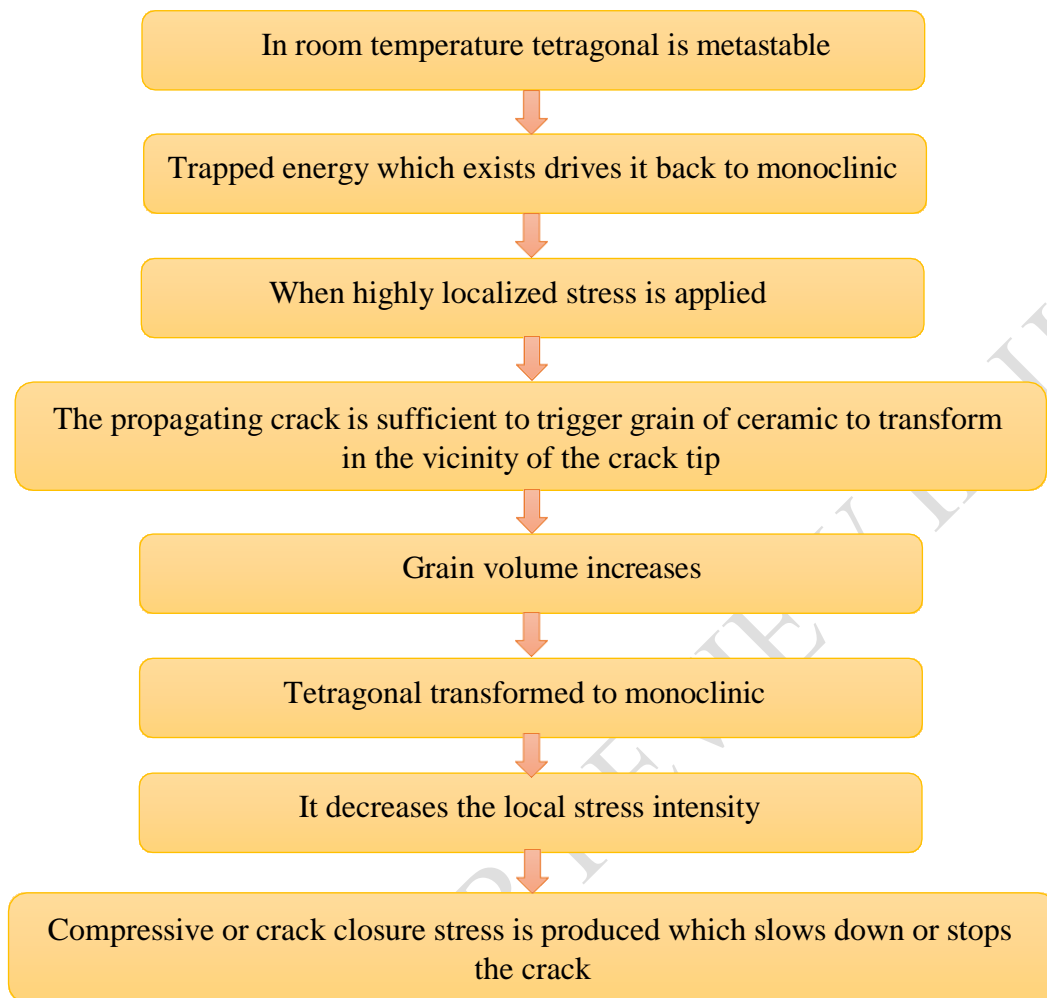 In room temperature tetragonal is metastable
Trapped energy which exists drives it back to monoclinic
When highly localized stress is applied
The propagating crack is sufficient to trigger grain of ceramic to transform
in the vicinity of the crack tip
Grain volume increases
Tetragonal transformed to monoclinic
It decreases the local stress intensity
Compressive or crack closure stress is produced which slows down or stops
the crack